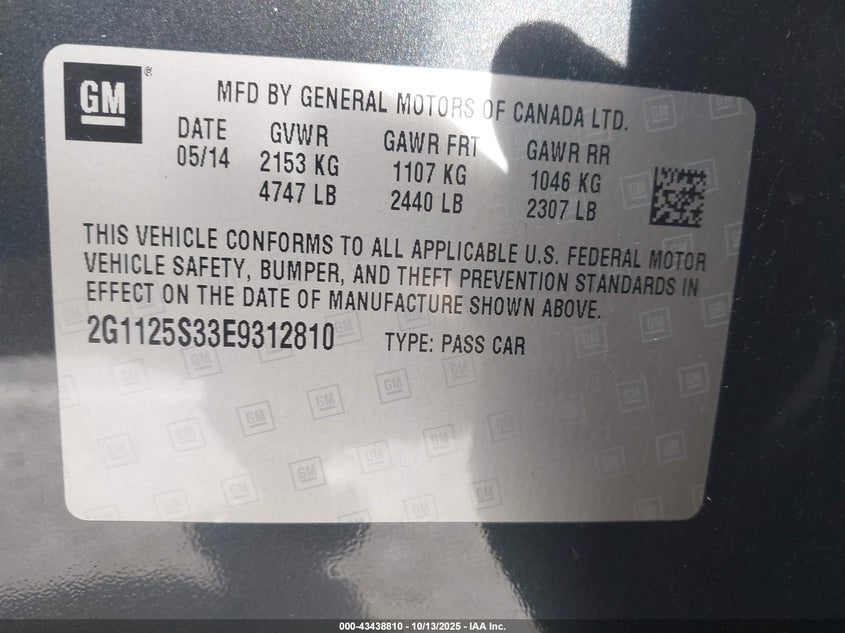 GM
MFD BY GENERAL MOTORS OF CANADA LTD.
DATE GVWR GAWR FRT GAWR RR
05/14 2153 KG 1107 KG 1046 KG
4747 LB 2440 LB 2307 LB
THIS VEHICLE CONFORMS TO ALL APPLICABLE U.S. FEDERAL MOTOR
VEHICLE SAFETY, BUMPER, AND THEFT PREVENTION STANDARDS IN
EFFECT ON THE DATE OF MANUFACTURE SHOWN ABOVE.
2G1125S33E9312810 TYPE: PASS CAR
000-43438810 | 10/13/2025 | IAA Inc.